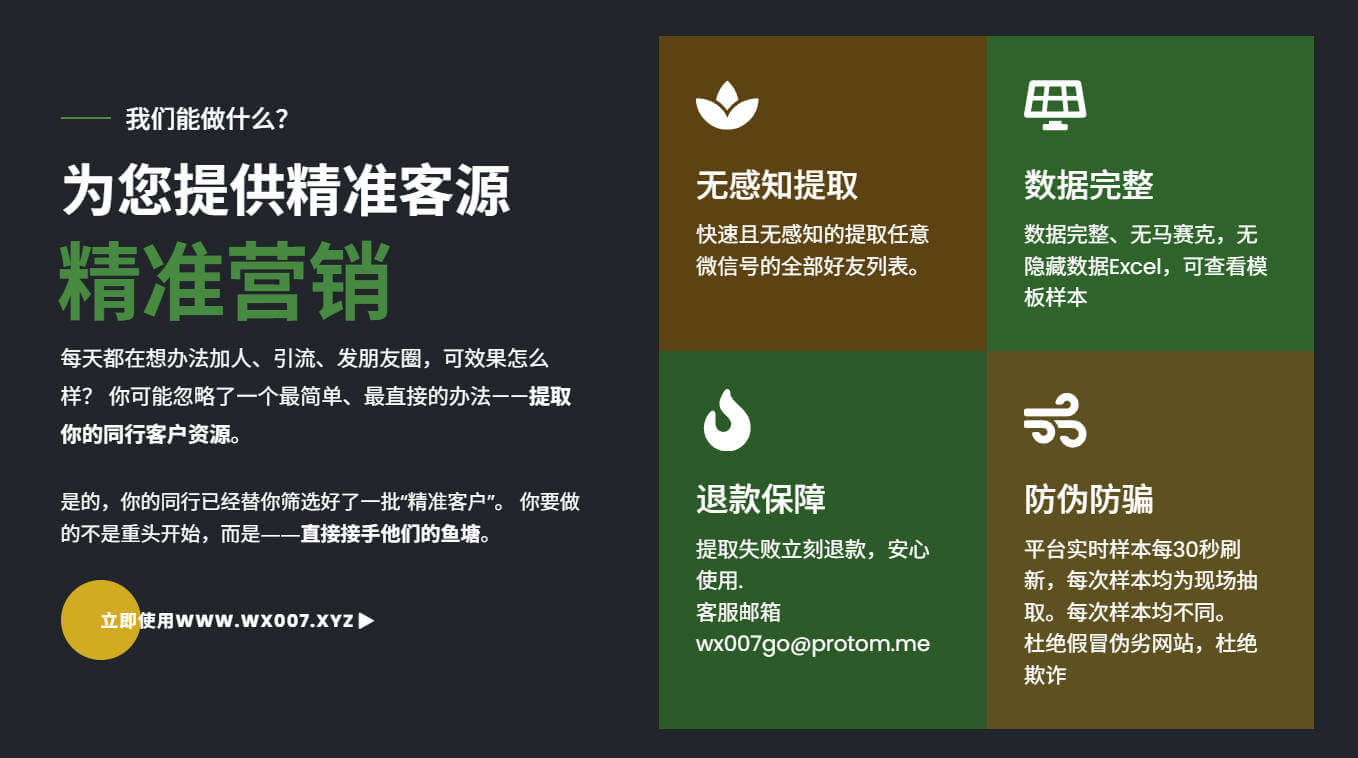 我们能做什么?
为您提供精准客源
精准营销
每天都在想办法加人、引流、发朋友圈，可效果怎么
样？ 你可能忽略了一个最简单、最直接的办法——提取
你的同行客户资源。
是的，你的同行已经替你筛选好了一批“精准客户”。 你要做
的不是重头开始，而是——直接接手他们的鱼塘。
立即使用WWW.WX007.XYZ ▶
无感知提取
快速且无感知的提取任意
微信号的全部好友列表。
数据完整
数据完整、无马赛克，无
隐藏数据Excel，可查看模
板样本
退款保障
提取失败立刻退款，安心
使用.
客服邮箱
wx007go@protom.me
防伪防骗
平台实时样本每30秒刷
新，每次样本均为现场抽
取。每次样本均不同。
杜绝假冒伪劣网站，杜绝
欺诈